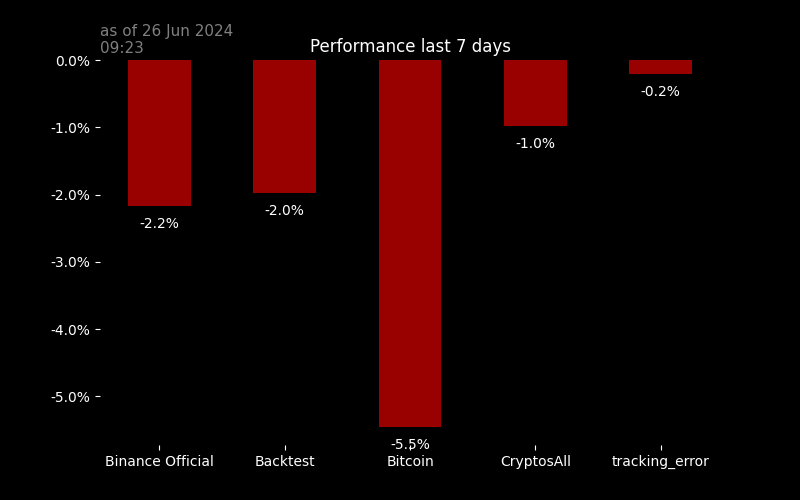 as of 26 Jun 2024
09:23
Performance last 7 days
0.0%
-1.0%
-2.0%
-3.0%
-4.0%
-5.0%
-2.2%
-2.0%
-5.5%
-1.0%
-0.2%
Binance Official
Backtest
Bitcoin
CryptosAll
tracking_error